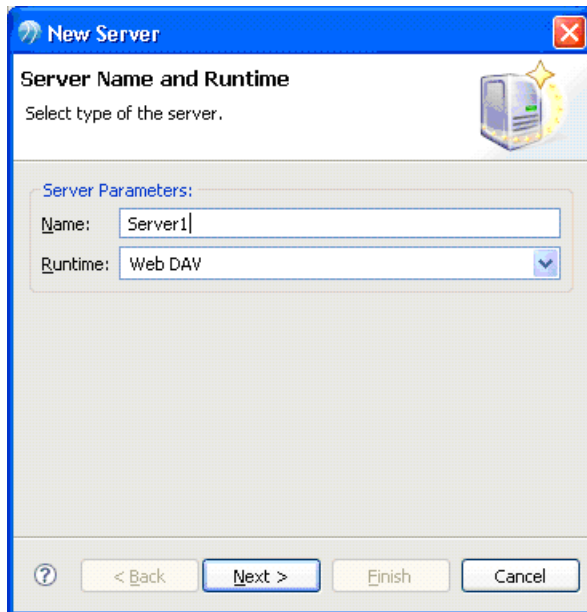 New Server
Server Name and Runtime
Select type of the server.
Server Parameters:
Name: Server1
Runtime: Web DAV
? < Back Next > Finish Cancel